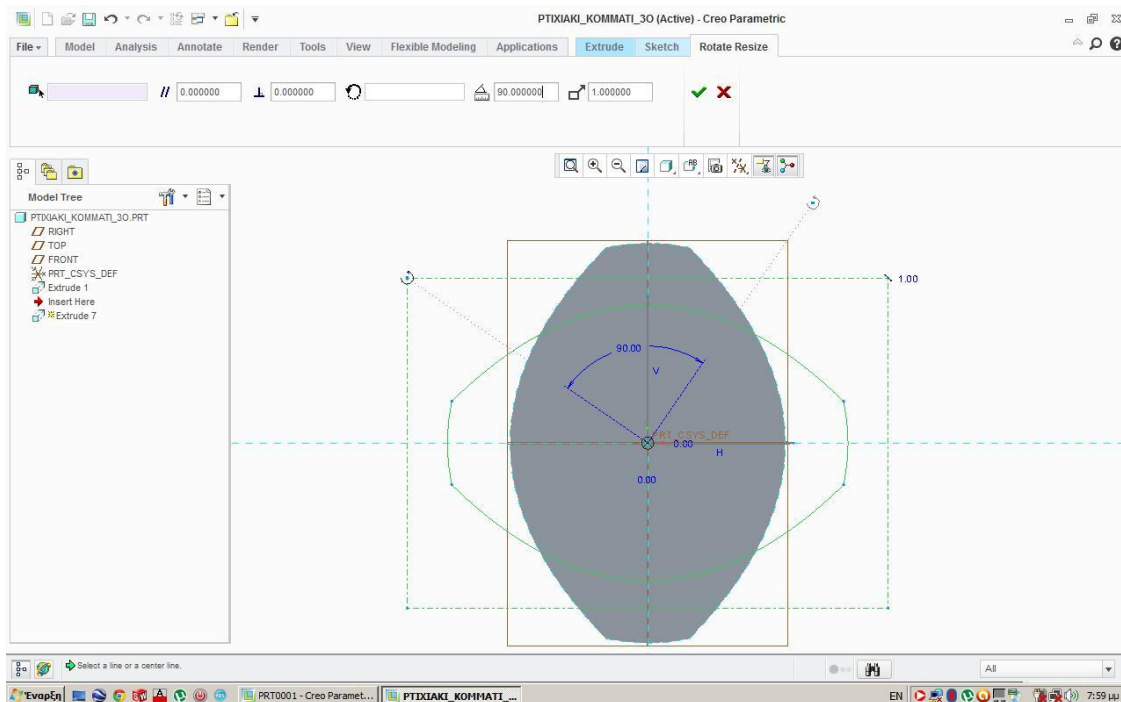 PTIXIAKI_KOMMATI_3O (Active) - Creo Parametric
File Model Analysis Annotate Render Tools View Flexible Modeling Applications Extrude Sketch Rotate Resize
0.000000 0.000000 90.000000 1.000000
Model Tree
PTIXIAKI_KOMMATI_3O.PRT
RIGHT
TOP
FRONT
PRT_CSYS_DEF
Extrude 1
Insert Here
Extrude 7
1.00
90.00
V
PRT_CSYS_DEF
0.00
H
0.00
Select a line or a center line.
All
Έναρξη PRT0001 - Creo Paramet... PTIXIAKI_KOMMATI_... EN 7:59 μμ